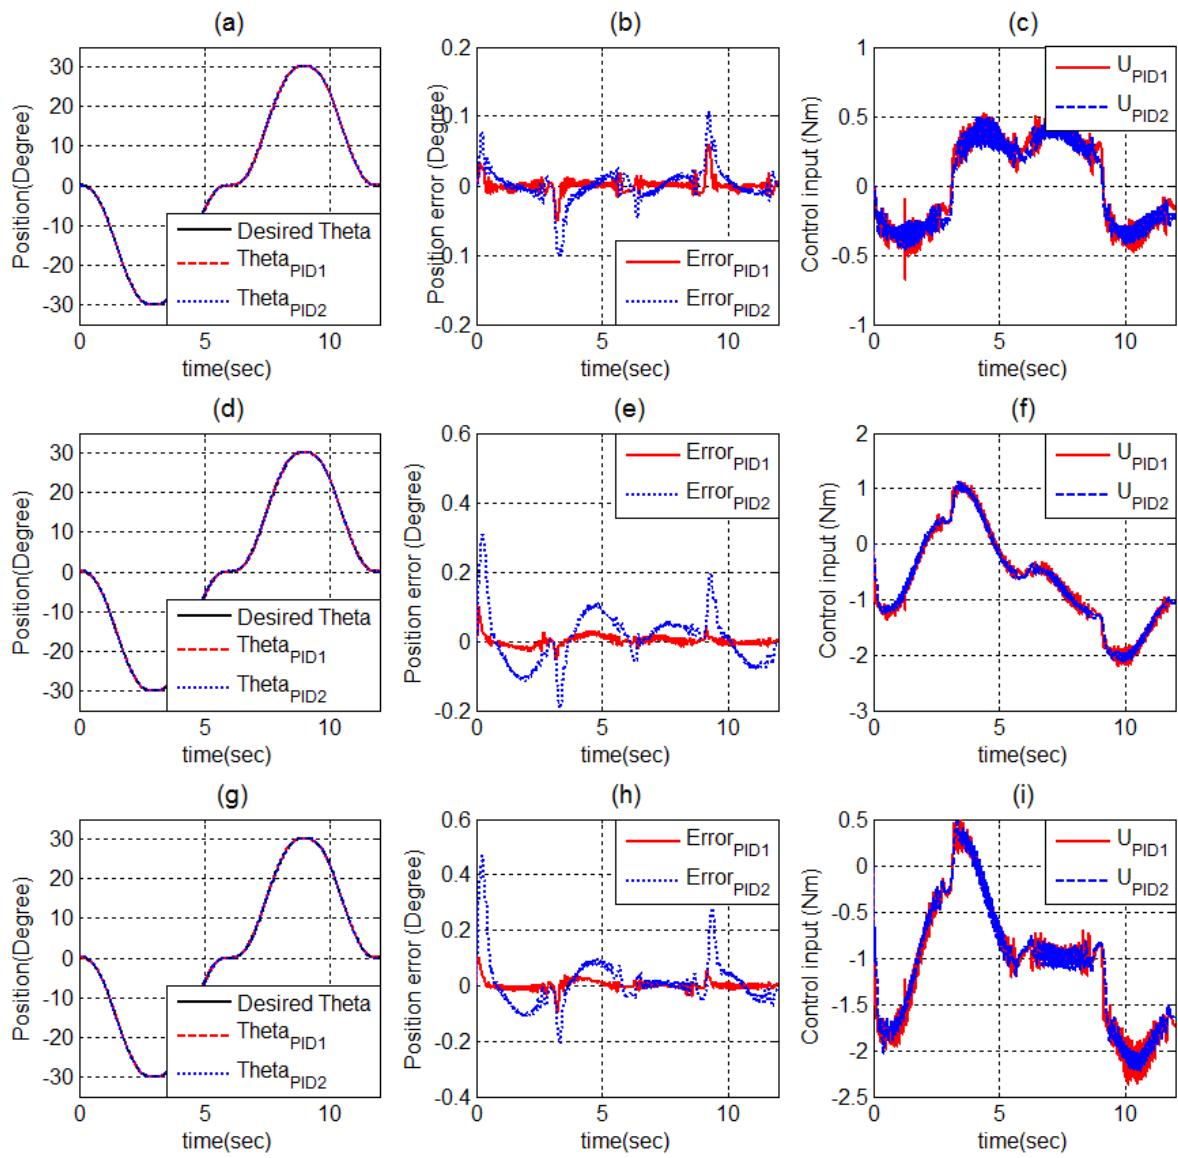 (a)
(b)
(c)
Position(Degree)
30
20
10
0
-10
-20
-30
0
5
10
time(sec)
Desired Theta
Theta_PID1
Theta_PID2
Position error (Degree)
0.2
0.1
0
-0.1
-0.2
0
5
10
time(sec)
Error_PID1
Error_PID2
Control input (Nm)
1
0.5
0
-0.5
-1
0
5
10
time(sec)
U_PID1
U_PID2
(d)
(e)
(f)
Position(Degree)
30
20
10
0
-10
-20
-30
0
5
10
time(sec)
Desired Theta
Theta_PID1
Theta_PID2
Position error (Degree)
0.6
0.4
0.2
0
-0.2
0
5
10
time(sec)
Error_PID1
Error_PID2
Control input (Nm)
2
1
0
-1
-2
-3
0
5
10
time(sec)
U_PID1
U_PID2
(g)
(h)
(i)
Position(Degree)
30
20
10
0
-10
-20
-30
0
5
10
time(sec)
Desired Theta
Theta_PID1
Theta_PID2
Position error (Degree)
0.6
0.4
0.2
0
-0.2
-0.4
0
5
10
time(sec)
Error_PID1
Error_PID2
Control input (Nm)
0.5
0
-0.5
-1
-1.5
-2
-2.5
0
5
10
time(sec)
U_PID1
U_PID2